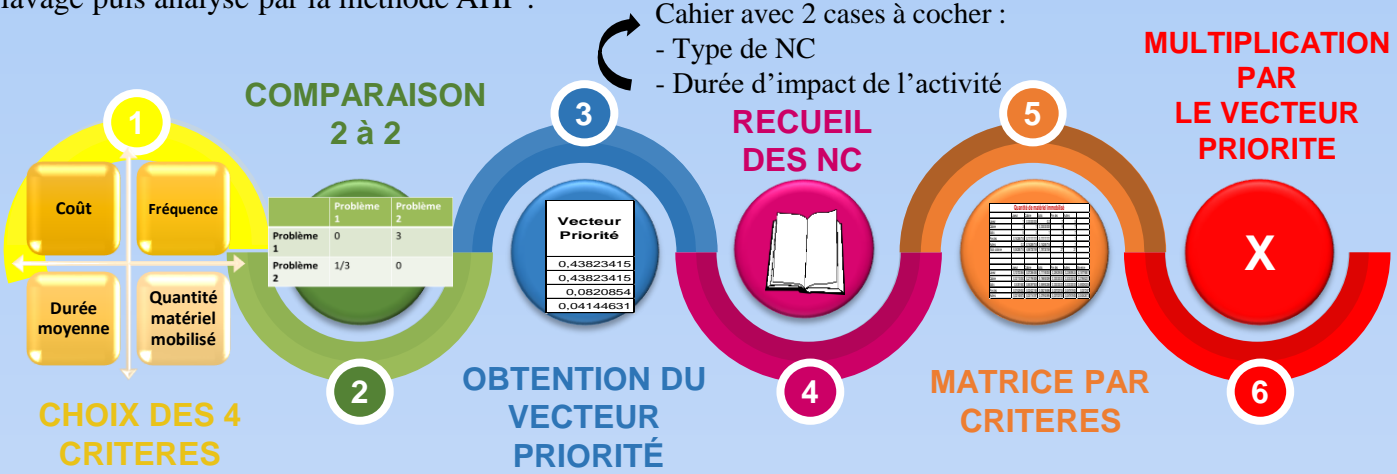 lavage puis analyse par la méthode AHP :
Cahier avec 2 cases à cocher :
- Type de NC
- Durée d’impact de l’activité
1
Coût
Fréquence
Durée
moyenne
Quantité
matériel
mobilisé
CHOIX DES 4
CRITERES
COMPARAISON
2 à 2
Problème
1
Problème
2
Problème
1
0
3
Problème
2
1/3
0
2
3
Vecteur
Priorité
0,43823415
0,43823415
0,0820854
0,04144631
OBTENTION DU
VECTEUR
PRIORITÉ
RECUEIL
DES NC
4
5
Quantité de matériel immobilisé
MATRICE PAR
CRITERES
MULTIPLICATION
PAR
LE VECTEUR
PRIORITE
X
6